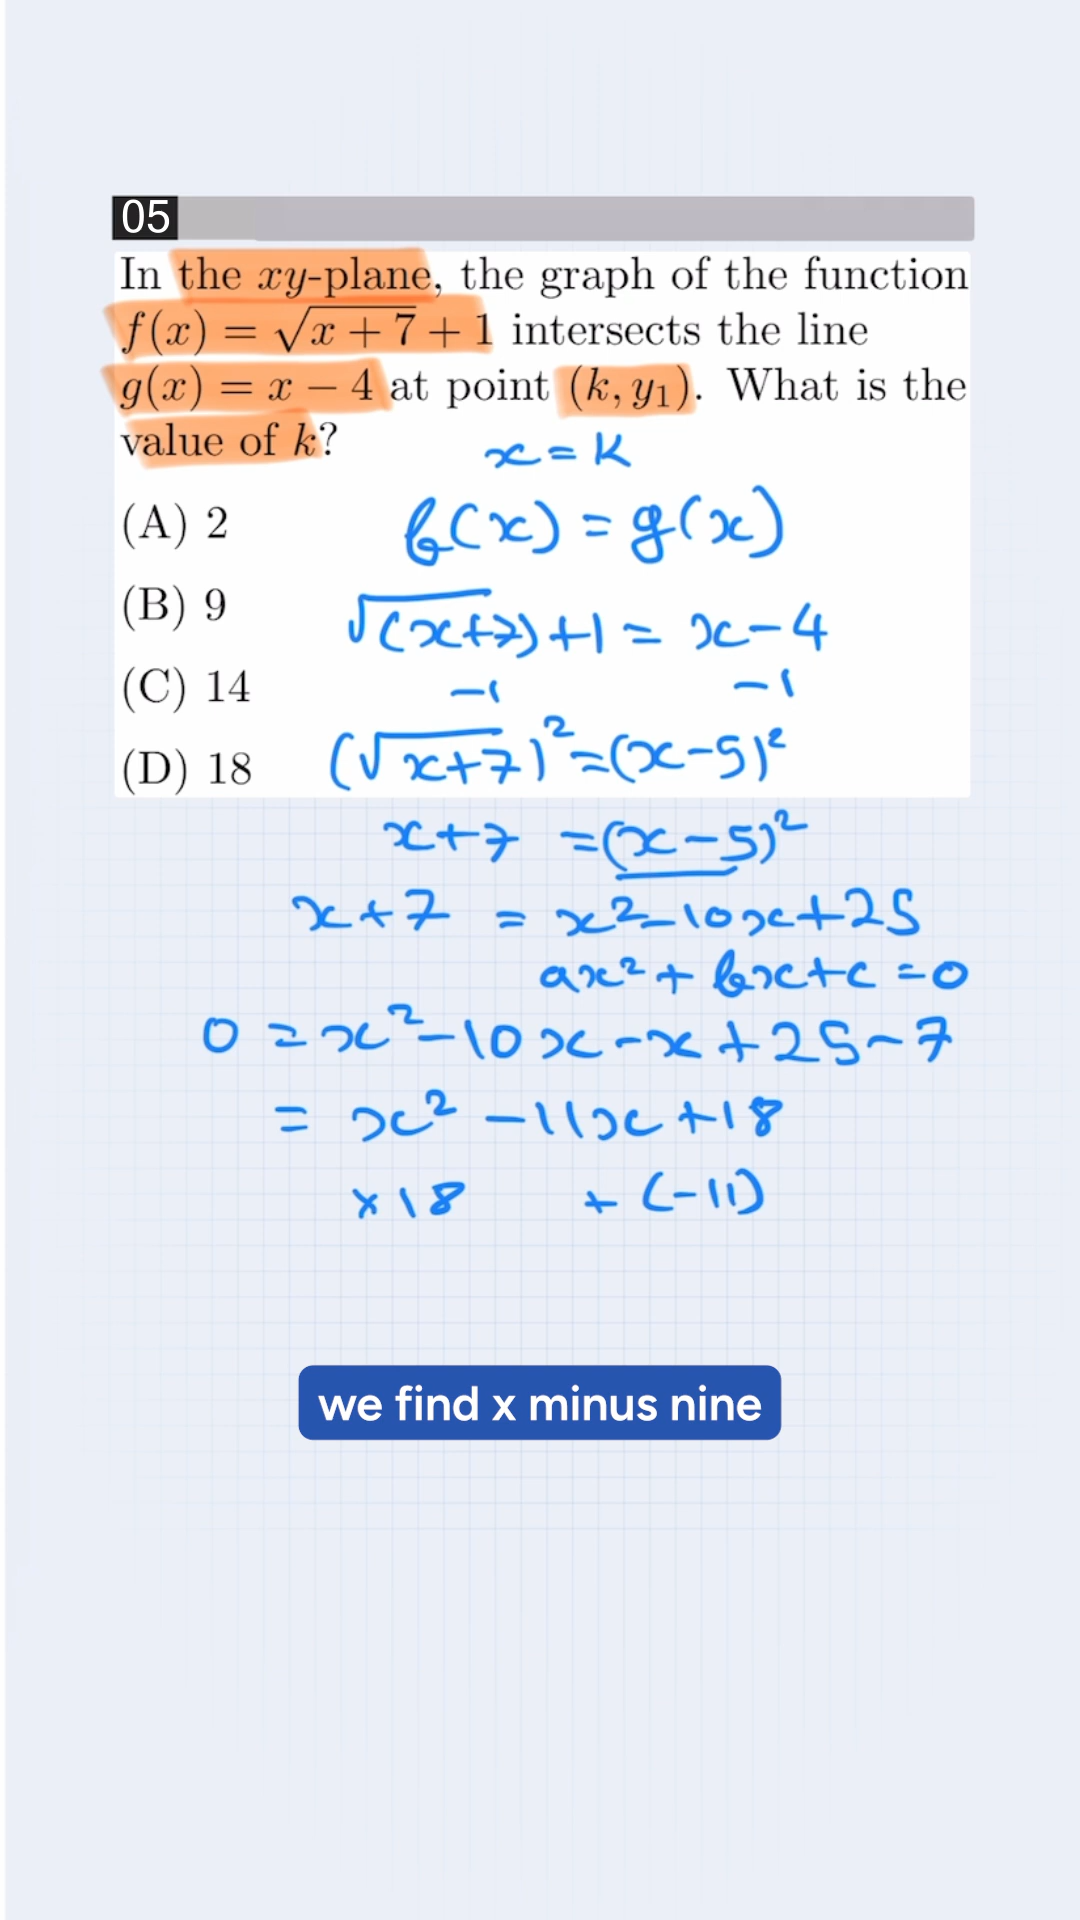 05
In the xy-plane, the graph of the function
f(x) = √x + 7 + 1 intersects the line
g(x) = x − 4 at point (k, y₁). What is the
value of k?
x = k
(A) 2
f(x) = g(x)
(B) 9
√(x+7) + 1 = x − 4
−1 −1
(C) 14
(√x+7)² = (x−5)²
(D) 18
x+7 = (x−5)²
x+7 = x²−10x+25
ax² + bx+c = 0
0 = x²−10x−x+25−7
= x² −11x+18
×18 + (−11)
we find x minus nine